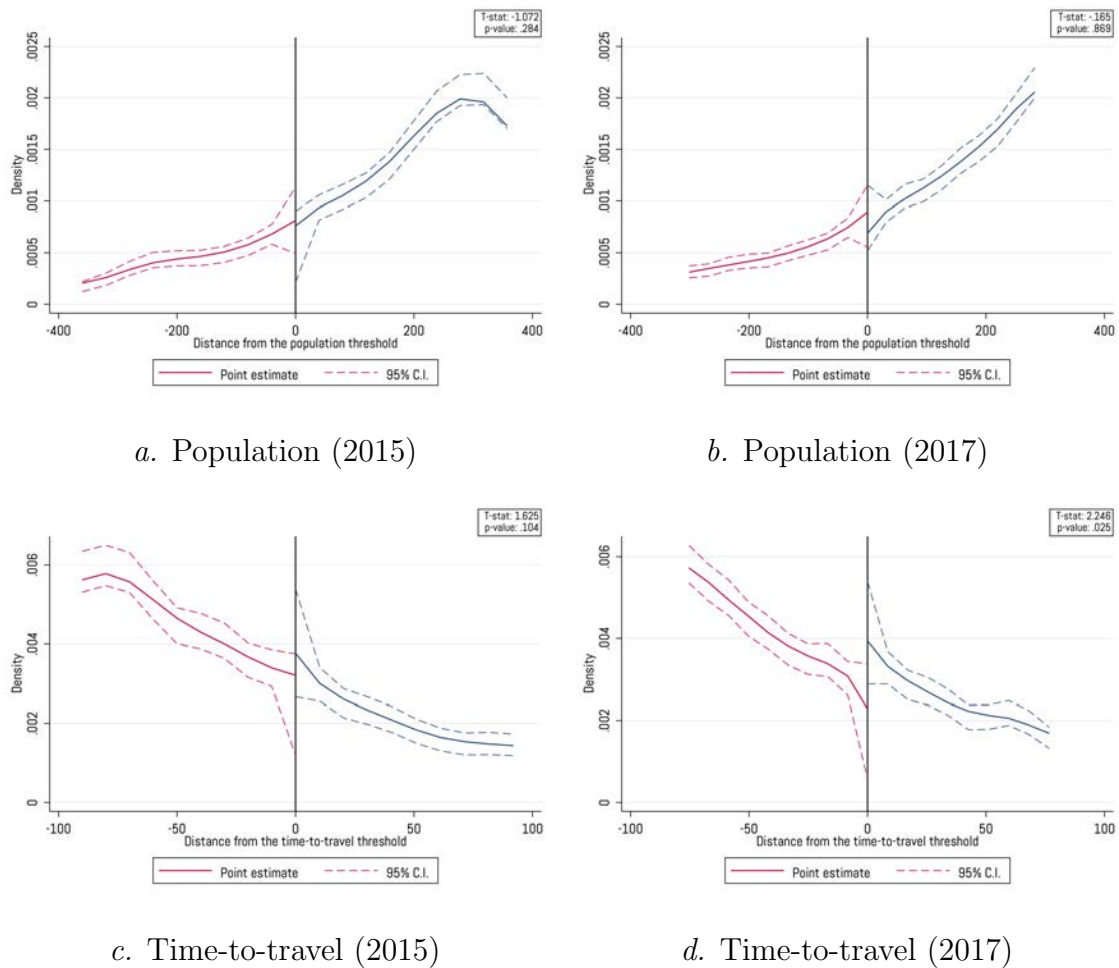 T-stat: -1.072
p-value: .284
.0025
.002
.0015
.001
.0005
0
Density
-400
-200
0
200
400
Distance from the population threshold
Point estimate
95% C.I.
a. Population (2015)
T-stat: -.165
p-value: .869
.0025
.002
.0015
.001
.0005
0
Density
-400
-200
0
200
400
Distance from the population threshold
Point estimate
95% C.I.
b. Population (2017)
T-stat: 1.625
p-value: .104
.006
.004
.002
0
Density
-100
-50
0
50
100
Distance from the time-to-travel threshold
Point estimate
95% C.I.
c. Time-to-travel (2015)
T-stat: 2.246
p-value: .025
.006
.004
.002
0
Density
-100
-50
0
50
100
Distance from the time-to-travel threshold
Point estimate
95% C.I.
d. Time-to-travel (2017)